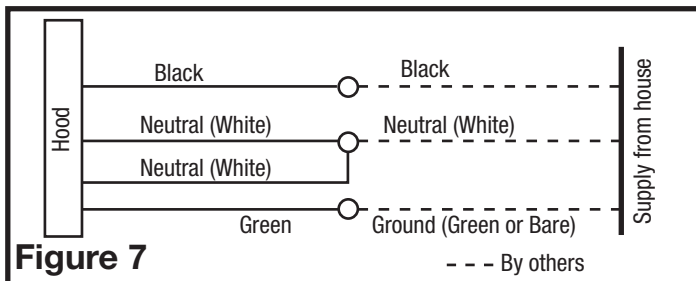 Hood
Black
Black
Neutral (White)
Neutral (White)
Neutral (White)
Green
Ground (Green or Bare)
Supply from house
Figure 7
- - - By others